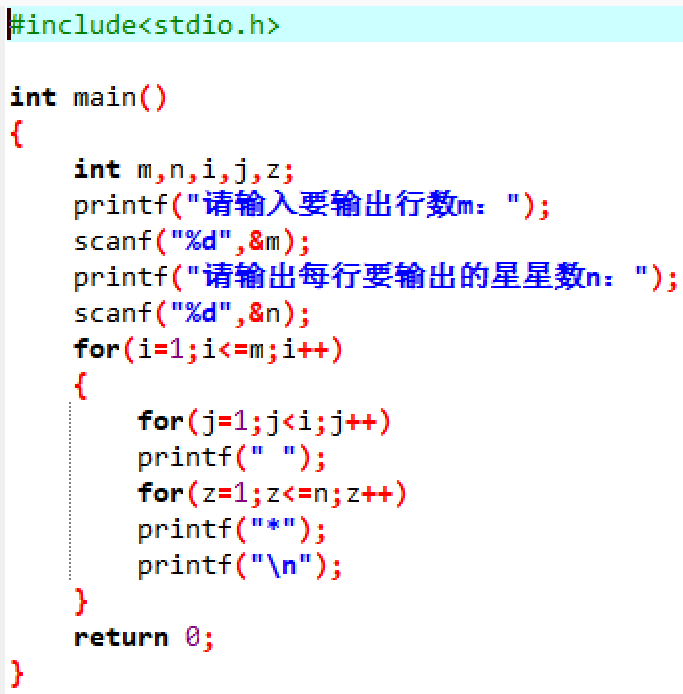 #include<stdio.h>
int main()
{
int m,n,i,j,z;
printf("请输入要输出行数m：");
scanf("%d",&m);
printf("请输出每行要输出的星星数n：");
scanf("%d",&n);
for(i=1;i<=m;i++)
{
for(j=1;j<i;j++)
printf(" ");
for(z=1;z<=n;z++)
printf("*");
printf("\n");
}
return 0;
}